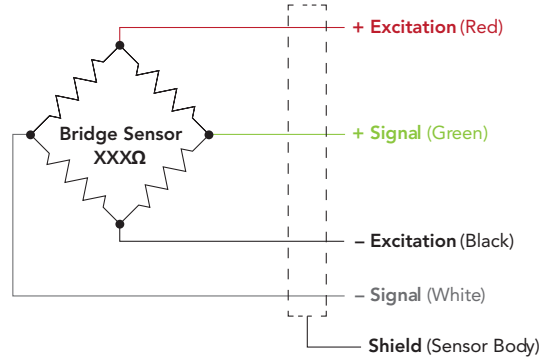 + Excitation (Red)
Bridge Sensor
XXXΩ
+ Signal (Green)
– Excitation (Black)
– Signal (White)
Shield (Sensor Body)